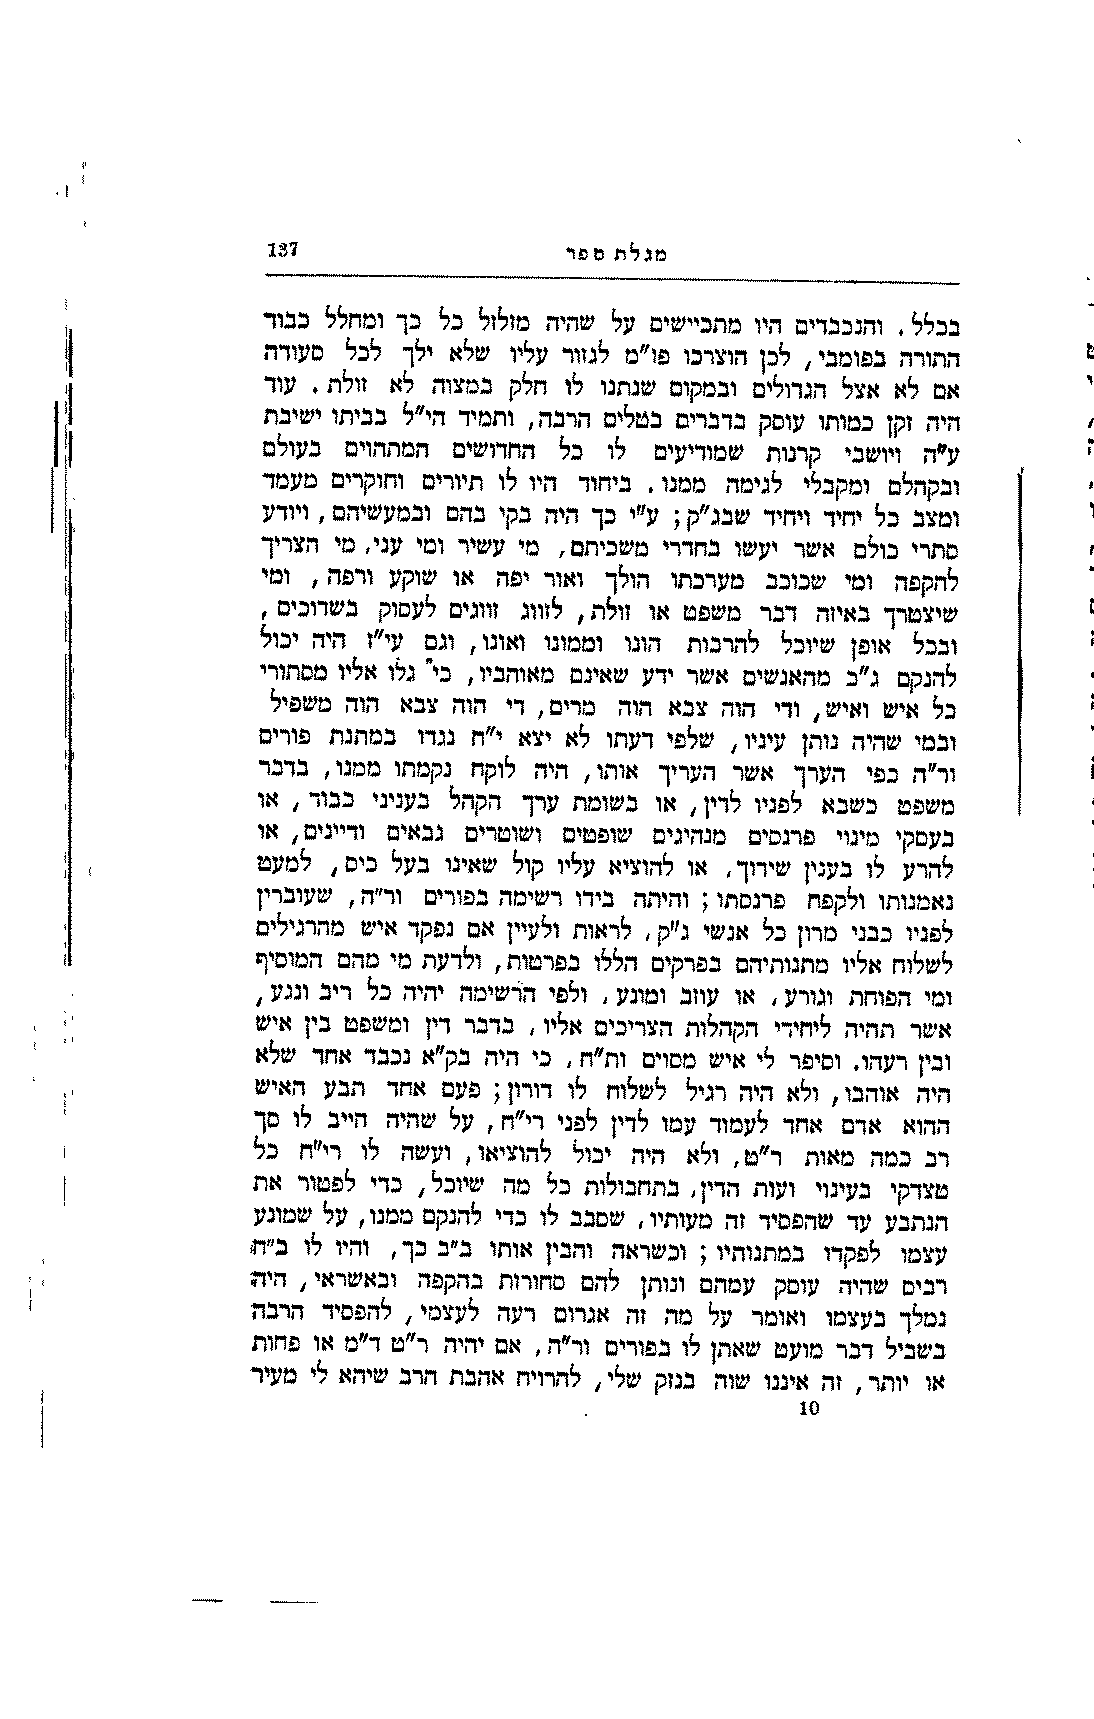 מגלת ספר 137
בכלל. והנכבדים היו מתביישים על שהיה מזלזל כל כך ומחלל כבוד
התורה בפומבי, לכן הוצרכו פו"מ לגזור עליו שלא ילך לכל סעודה
אם לא אצל הגדולים ובמקום שנתנו לו חלק במצוה לא זולת. עוד
היה זקן כמותו עוסק בדברים בטלים הרבה, ותמיד הי"ל בביתו ישיבת
ע"ה ויושבי קרנות שמודיעים לו כל החדושים המתהוים בעולם
ובקהלם ומקבלי לגימה ממנו. ביחוד היו לו תיורים וחוקרים מעמד
ומצב כל יחיד ויחיד שבג"ק; ע"י כך היה בקי בהם ובמעשיהם, ויודע
סתרי כולם אשר יעשו בחדרי משכיתם, מי עשיר ומי עני, מי הצריך
להקפה ומי שכוכב מערכתו הולך ואור יפה או שוקע ורפה, ומי
שיצטרך באיזה דבר משפט או זולת, לזווג זווגים לעסוק בשדוכים,
ובכל אופן שיוכל להרבות הונו וממונו ואונו, וגם עי"ז היה יכול
להנקם ג"כ מהאנשים אשר ידע שאינם מאוהביו, כי גלו אליו מסתורי
כל איש ואיש, ודי הוה צבא הוה מרים, די הוה צבא הוה משפיל
ובמי שהיה נותן עיניו, שלפי דעתו לא יצא י"ח נגדו במתנת פורים
ור"ה כפי הערך אשר העריך אותו, היה לוקח נקמתו ממנו, בדבר
משפט כשבא לפניו לדין, או בשומת ערך הקהל בעניני כבוד, או
בעסקי מינוי פרנסים מנהיגים שופטים ושוטרים גבאים ודיינים, או
להרע לו בענין שידוך, או להוציא עליו קול שאינו בעל כיס, למעט
נאמנותו ולקפח פרנסתו; והיתה בידו רשימה בפורים ור"ה, שעוברין
לפניו כבני מרון כל אנשי ג"ק, לראות ולעיין אם נפקד איש מהרגילים
לשלוח אליו מתנותיהם בפרקים הללו בפרטות, ולדעת מי מהם המוסיף
ומי הפוחת וגורע, או עוזב ומונע, ולפי הרשימה יהיה כל ריב ונגע,
אשר תהיה ליחידי הקהלות הצריכים אליו, בדבר דין ומשפט בין איש
ובין רעהו. וסיפר לי איש מסוים ות"ח, כי היה בק"א נכבד אחד שלא
היה אוהבו, ולא היה רגיל לשלוח לו דורון; פעם אחד תבע האיש
ההוא אדם אחד לעמוד עמו לדין לפני רי"ח, על שהיה חייב לו סך
רב כמה מאות ר"ט, ולא היה יכול להוציאו, ועשה לו רי"ח כל
טצדקי בעינוי ועות הדין, בתחבולות כל מה שיוכל, כדי לפטור את
הנתבע עד שהפסיד זה מעותיו, שסבב לו כדי להנקם ממנו, על שמונע
עצמו לפקדו במתנותיו; וכשראה והבין אותו ב"ב כך, והיו לו ב"ח
רבים שהיה עוסק עמהם ונותן להם סחורות בהקפה ובאשראי, היה
נמלך בעצמו ואומר על מה זה אגרום רעה לעצמי, להפסיד הרבה
בשביל דבר מועט שאתן לו בפורים ור"ה, אם יהיה ר"ט ד"מ או פחות
או יותר, זה איננו שוה בנזק שלי, להרויח אהבת הרב שיהא לי מעיר
10